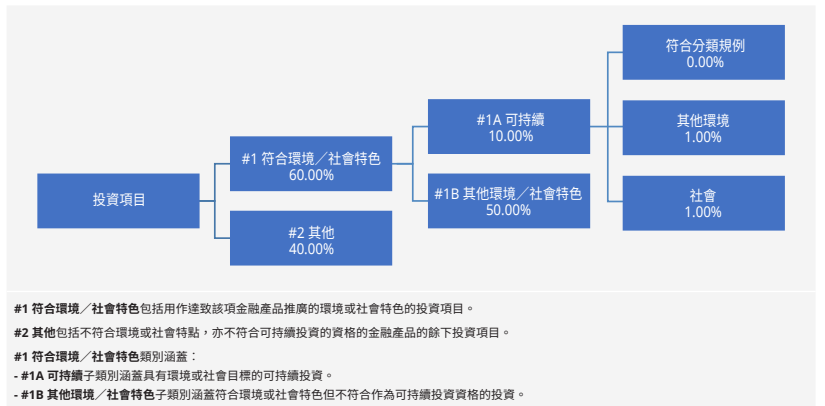 投資項目
#1 符合環境／社會特色
60.00%
#2 其他
40.00%
#1A 可持續
10.00%
#1B 其他環境／社會特色
50.00%
符合分類規例
0.00%
其他環境
1.00%
社會
1.00%
#1 符合環境／社會特色包括用作達致該項金融產品推廣的環境或社會特色的投資項目。
#2 其他包括不符合環境或社會特點，亦不符合可持續投資的資格的金融產品的餘下投資項目。
#1 符合環境／社會特色類別涵蓋：
- #1A 可持續子類別涵蓋具有環境或社會目標的可持續投資。
- #1B 其他環境／社會特色子類別涵蓋符合環境或社會特色但不符合作為可持續投資資格的投資。